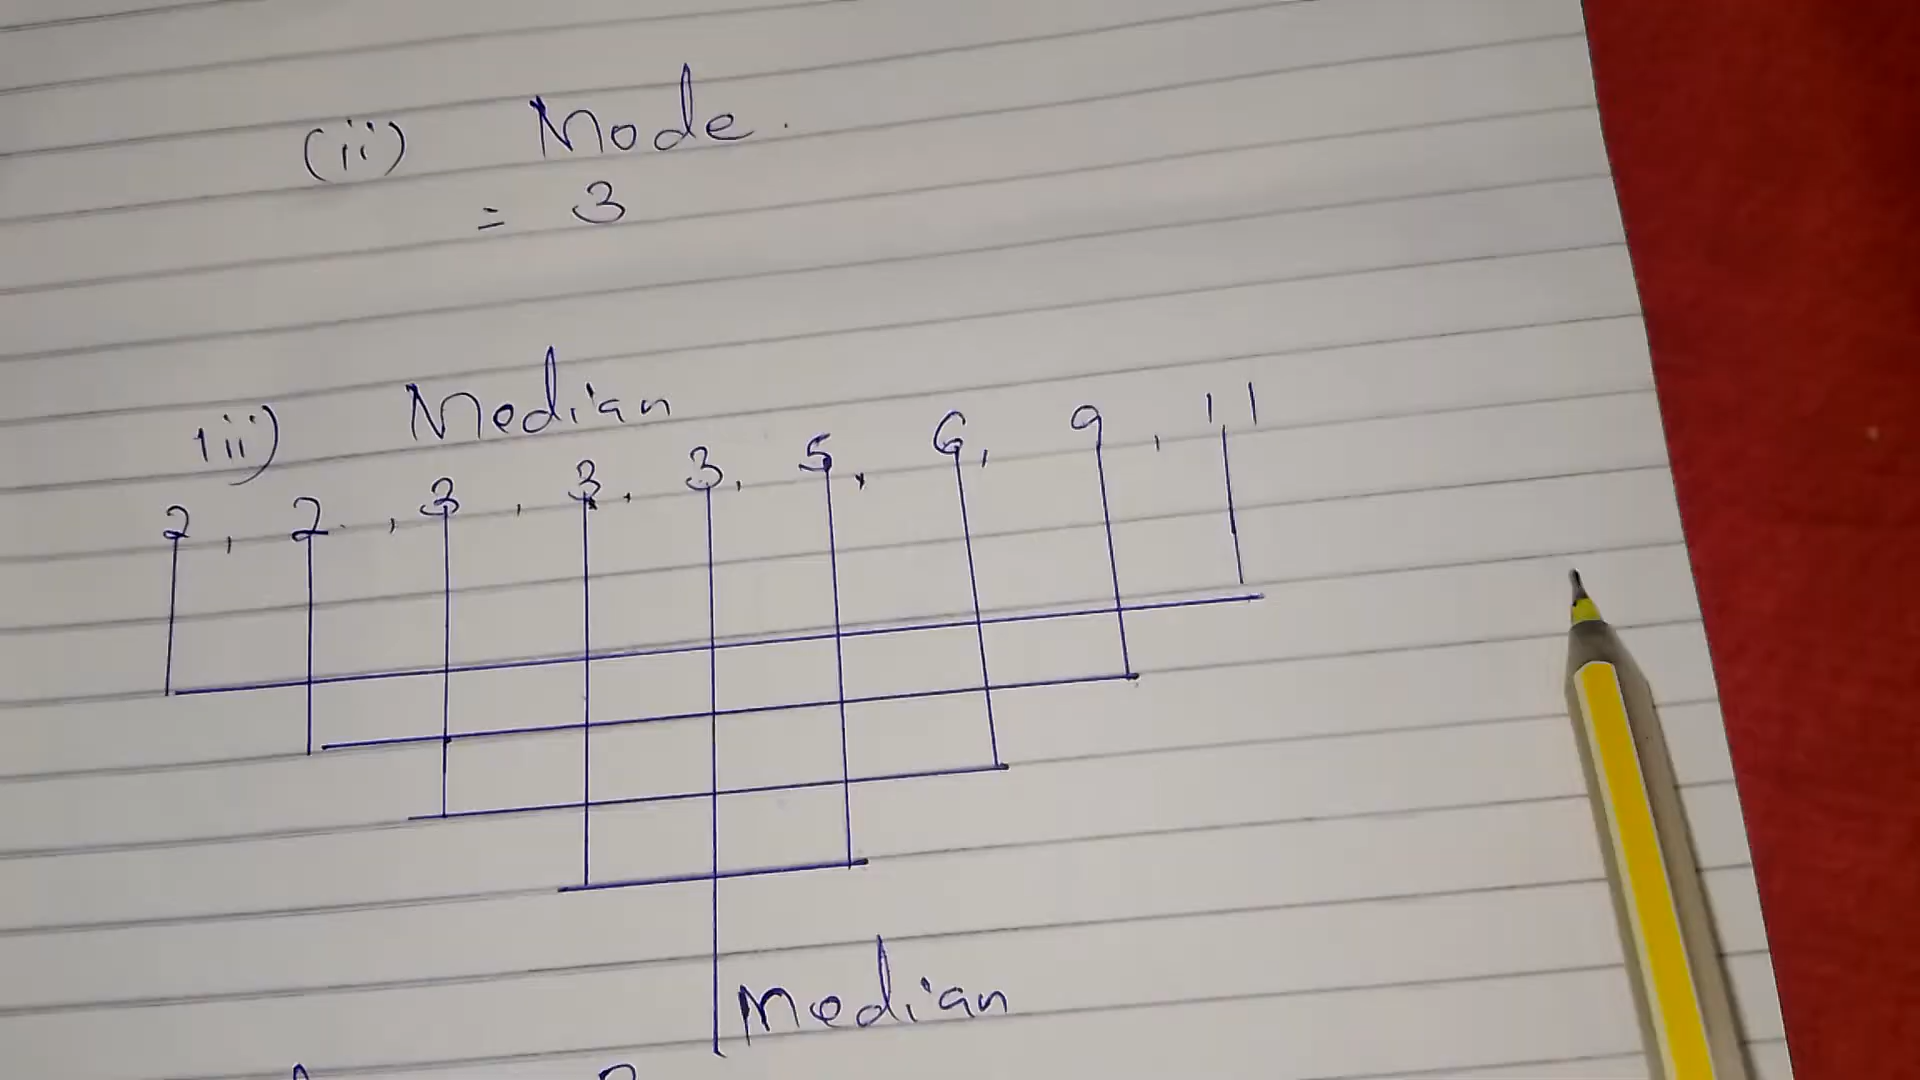 (ii) Mode.
= 3
iii) Median
2, 2, 3, 3, 3, 5, 6, 9, 11
Median